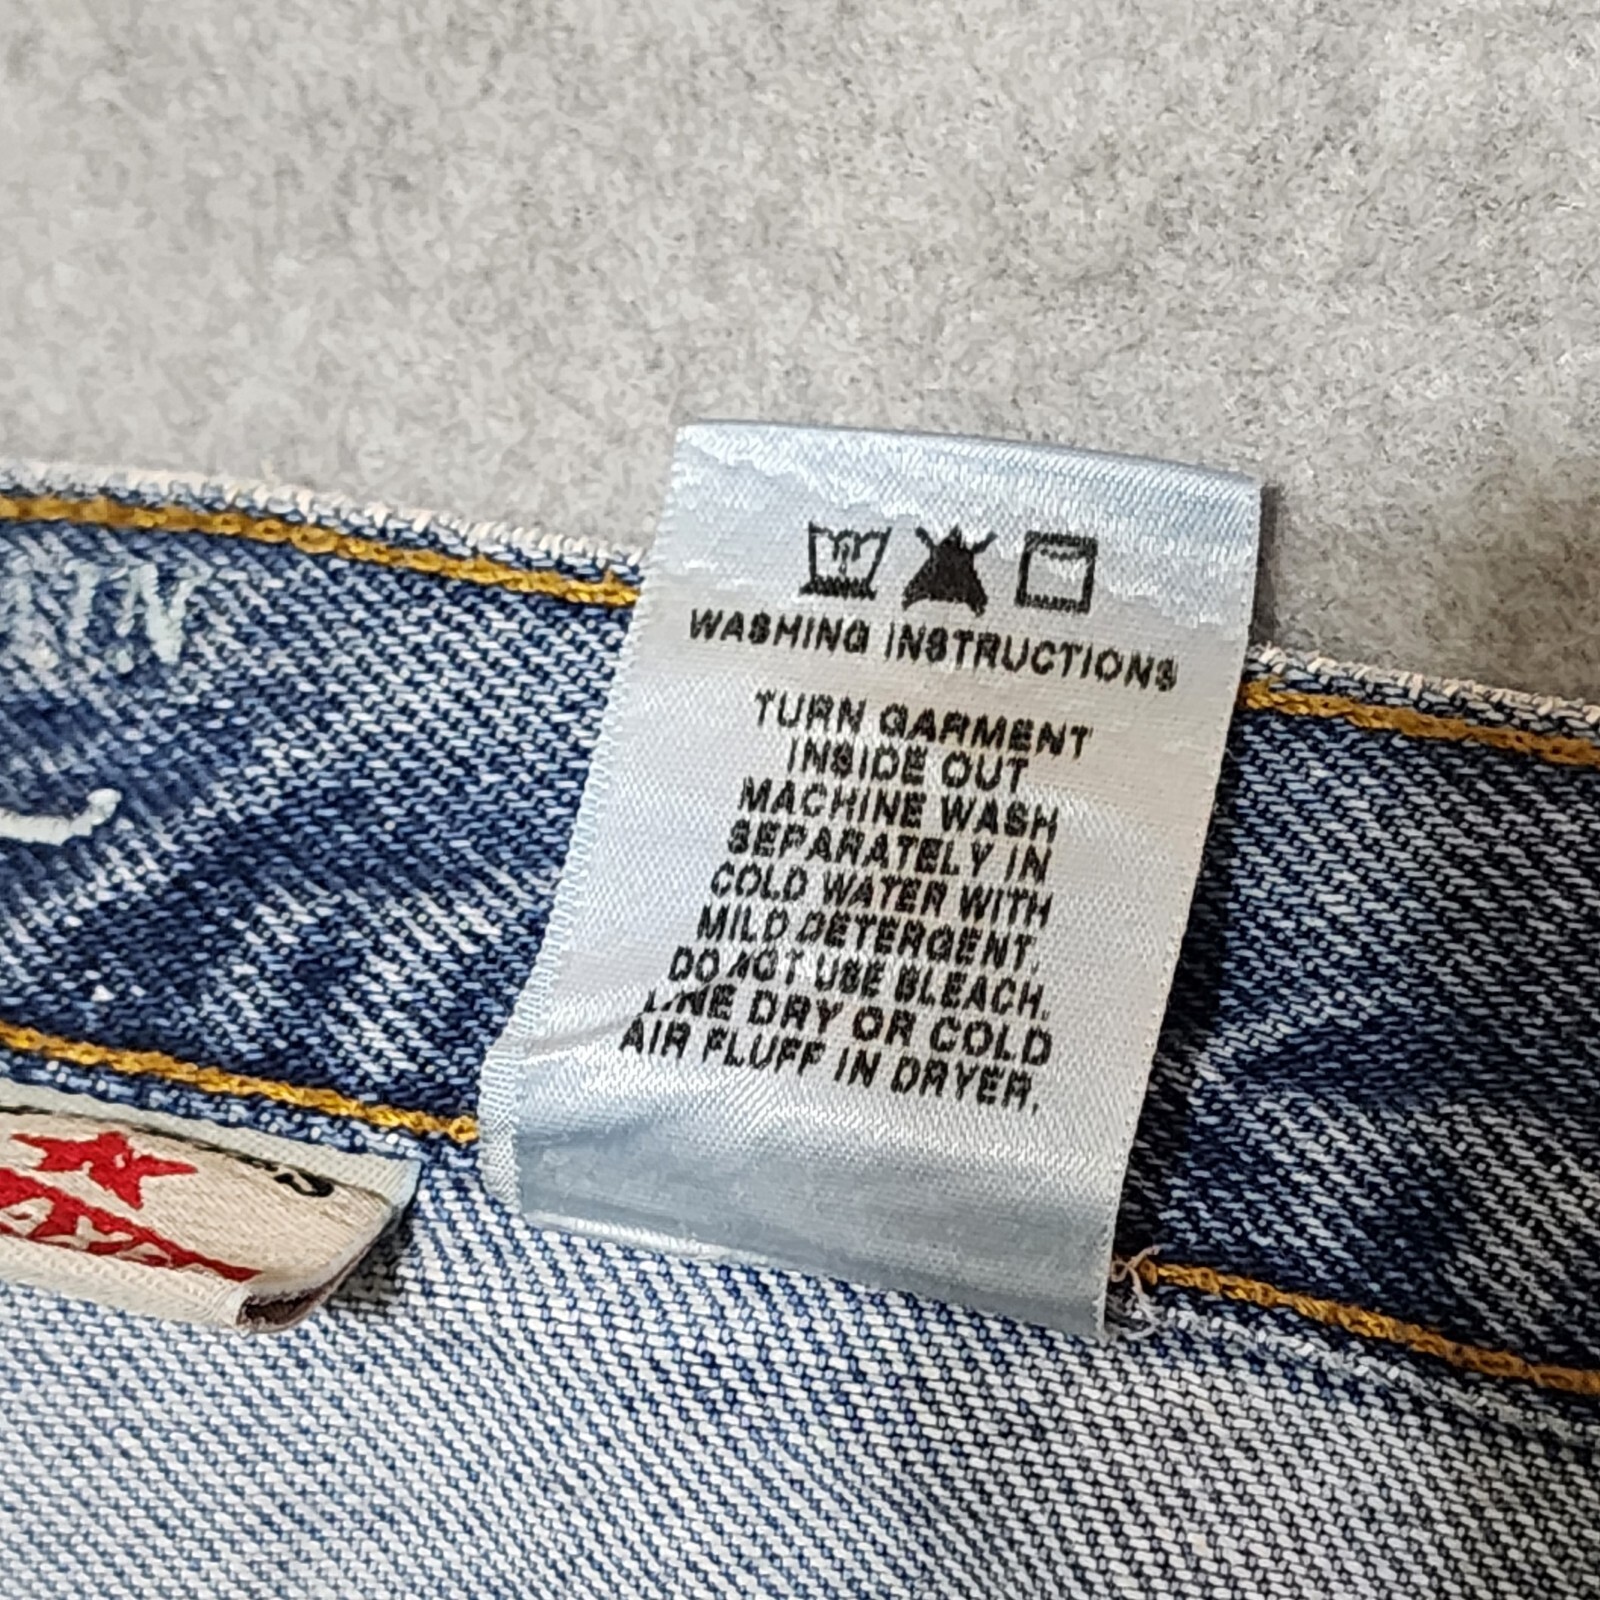 WASHING INSTRUCTIONS
TURN GARMENT
INSIDE OUT
MACHINE WASH
SEPARATELY IN
COLD WATER WITH
MILD DETERGENT.
DO NOT USE BLEACH.
LINE DRY OR COLD
AIR FLUFF IN DRYER.